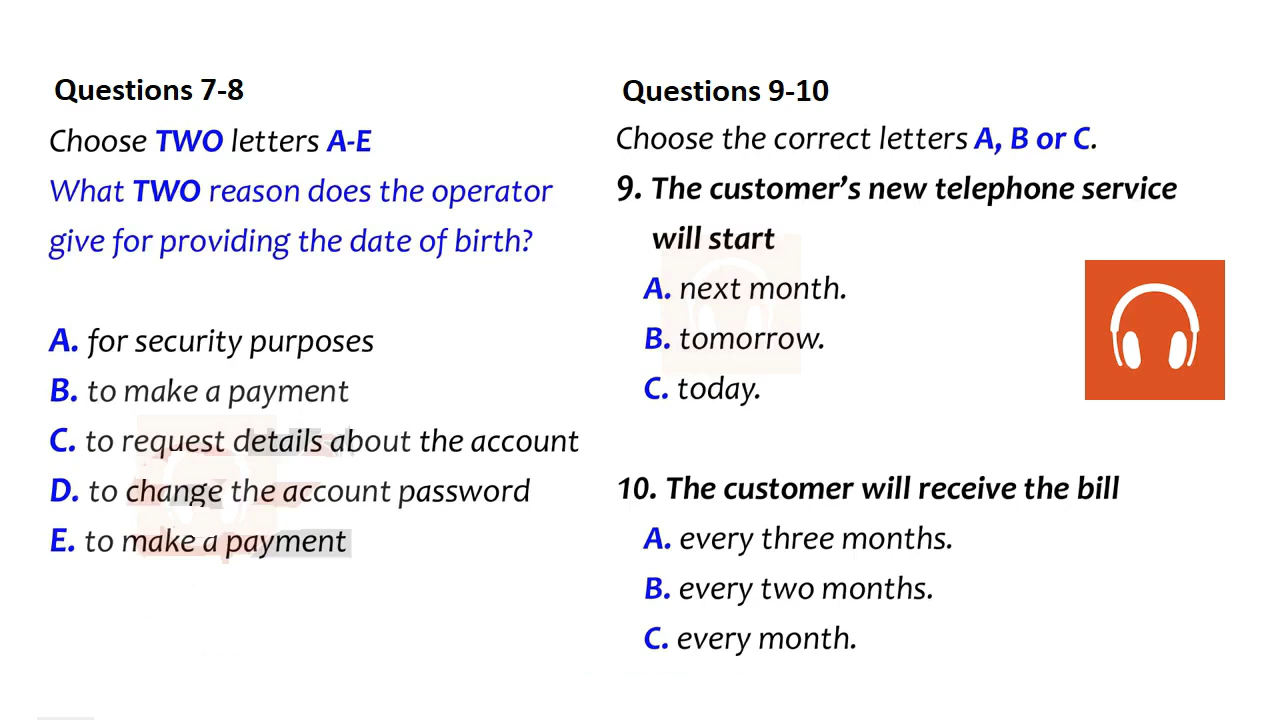 Questions 7-8
Choose TWO letters A-E
What TWO reason does the operator
give for providing the date of birth?
A. for security purposes
B. to make a payment
C. to request details about the account
D. to change the account password
E. to make a payment
Questions 9-10
Choose the correct letters A, B or C.
9. The customer's new telephone service
will start
A. next month.
B. tomorrow.
C. today.
10. The customer will receive the bill
A. every three months.
B. every two months.
C. every month.